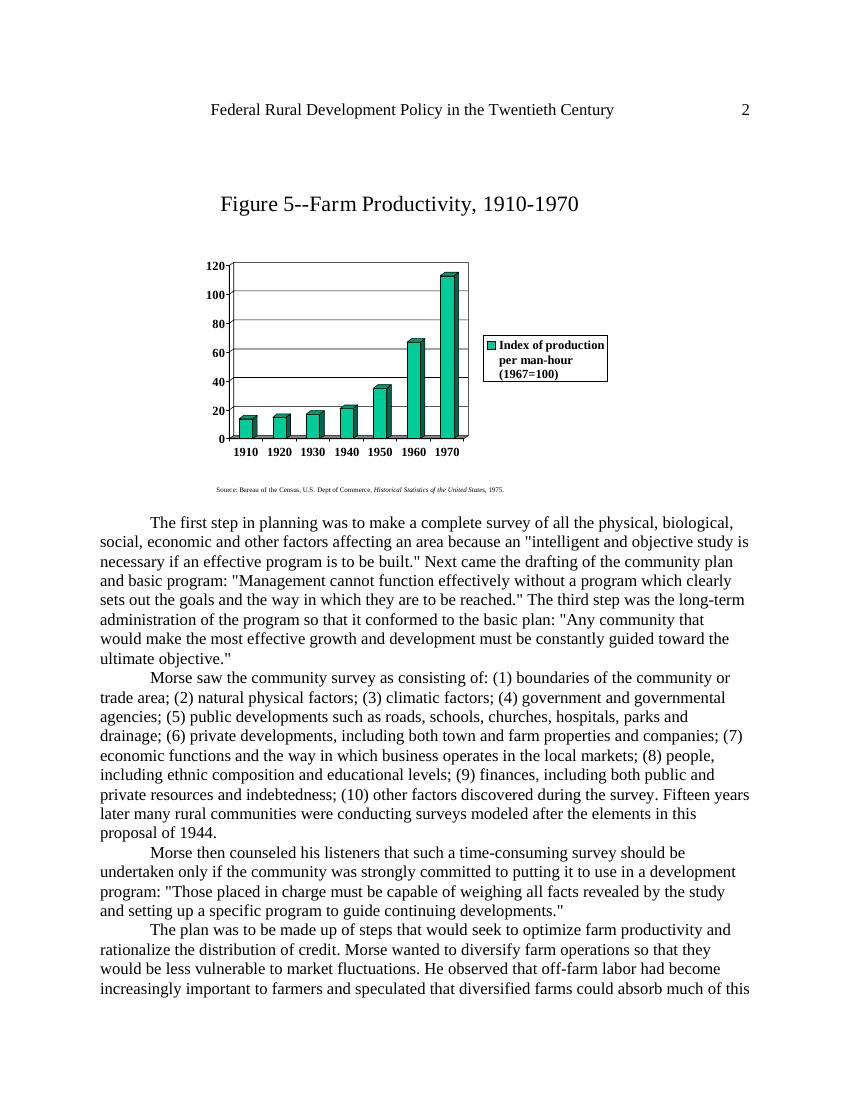 Federal Rural Development Policy in the Twentieth Century 2
Figure 5--Farm Productivity, 1910-1970
120
100
80
60
40
20
0
1910 1920 1930 1940 1950 1960 1970
Index of production
per man-hour
(1967=100)
Source: Bureau of the Census, U.S. Dept of Commerce, Historical Statistics of the United States, 1975.
The first step in planning was to make a complete survey of all the physical, biological,
social, economic and other factors affecting an area because an "intelligent and objective study is
necessary if an effective program is to be built." Next came the drafting of the community plan
and basic program: "Management cannot function effectively without a program which clearly
sets out the goals and the way in which they are to be reached." The third step was the long-term
administration of the program so that it conformed to the basic plan: "Any community that
would make the most effective growth and development must be constantly guided toward the
ultimate objective."
Morse saw the community survey as consisting of: (1) boundaries of the community or
trade area; (2) natural physical factors; (3) climatic factors; (4) government and governmental
agencies; (5) public developments such as roads, schools, churches, hospitals, parks and
drainage; (6) private developments, including both town and farm properties and companies; (7)
economic functions and the way in which business operates in the local markets; (8) people,
including ethnic composition and educational levels; (9) finances, including both public and
private resources and indebtedness; (10) other factors discovered during the survey. Fifteen years
later many rural communities were conducting surveys modeled after the elements in this
proposal of 1944.
Morse then counseled his listeners that such a time-consuming survey should be
undertaken only if the community was strongly committed to putting it to use in a development
program: "Those placed in charge must be capable of weighing all facts revealed by the study
and setting up a specific program to guide continuing developments."
The plan was to be made up of steps that would seek to optimize farm productivity and
rationalize the distribution of credit. Morse wanted to diversify farm operations so that they
would be less vulnerable to market fluctuations. He observed that off-farm labor had become
increasingly important to farmers and speculated that diversified farms could absorb much of this